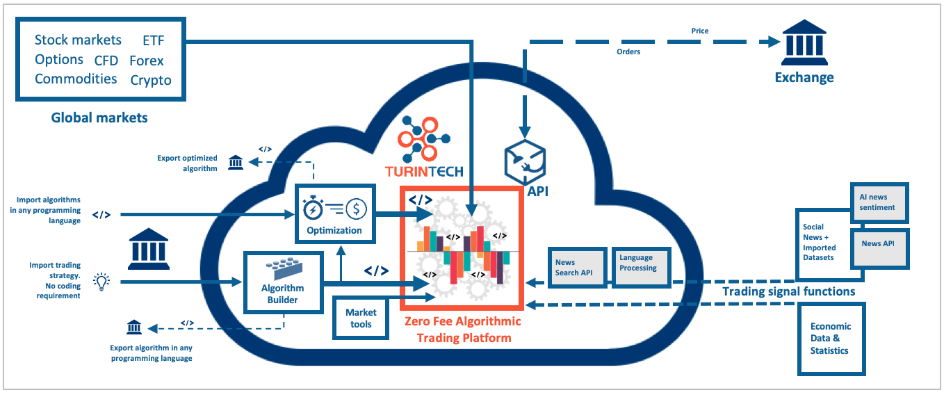 Stock markets ETF
Options CFD Forex
Commodities Crypto
Global markets
Price
Orders
Exchange
</>
Export optimized
algorithm
TURINTECH
API
Import algorithms
in any programming
language
</>
Optimization
</>
</>
</>
</>
</>
Import trading
strategy.
No coding
requirement
Algorithm
Builder
</>
Market
tools
Zero Fee Algorithmic
Trading Platform
</>
Export algorithm in any
programming language
News
Search API
Language
Processing
Social
News +
Imported
Datasets
AI news
sentiment
News API
Trading signal functions
Economic
Data &
Statistics